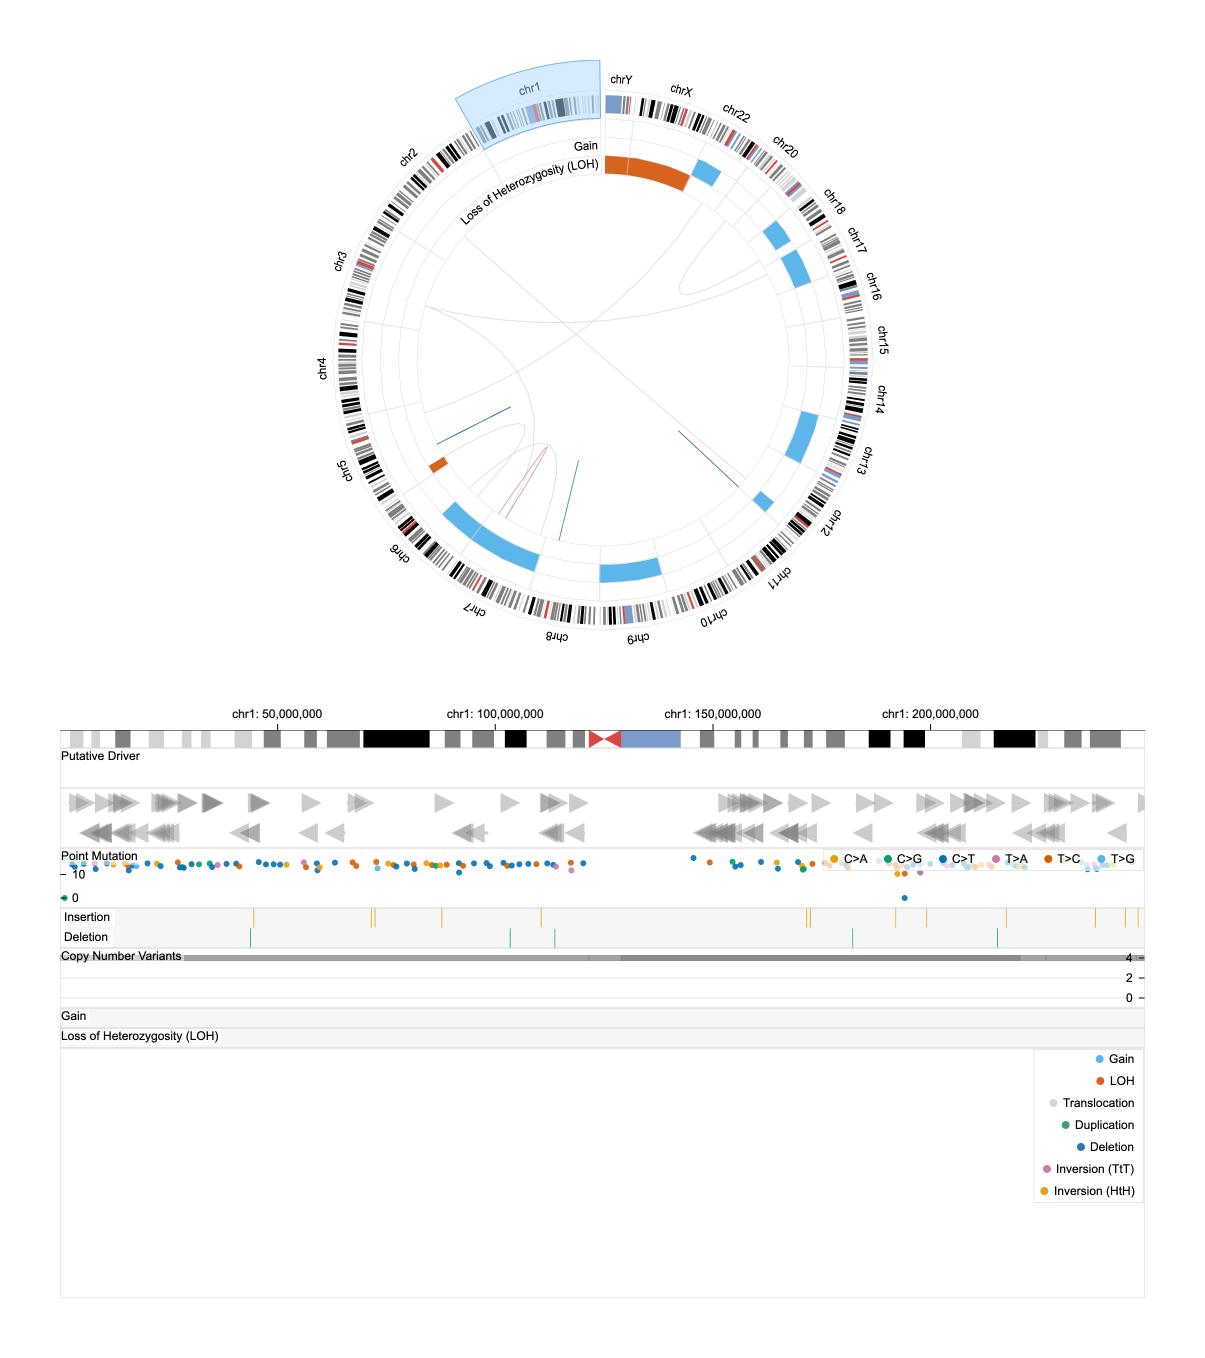 chr1
chrY
chrX
chr22
chr20
chr18
chr17
chr16
chr15
chr14
chr13
chr12
chr11
chr10
chr9
chr8
chr7
chr6
chr5
chr4
chr3
chr2
Gain
Loss of Heterozygosity (LOH)
chr1: 50,000,000 chr1: 100,000,000 chr1: 150,000,000 chr1: 200,000,000
Putative Driver
Point Mutation C>A C>G C>T T>A T>C T>G
10
0
Insertion
Deletion
Copy Number Variants 4
2
0
Gain
Loss of Heterozygosity (LOH)
Gain
LOH
Translocation
Duplication
Deletion
Inversion (TtT)
Inversion (HtH)